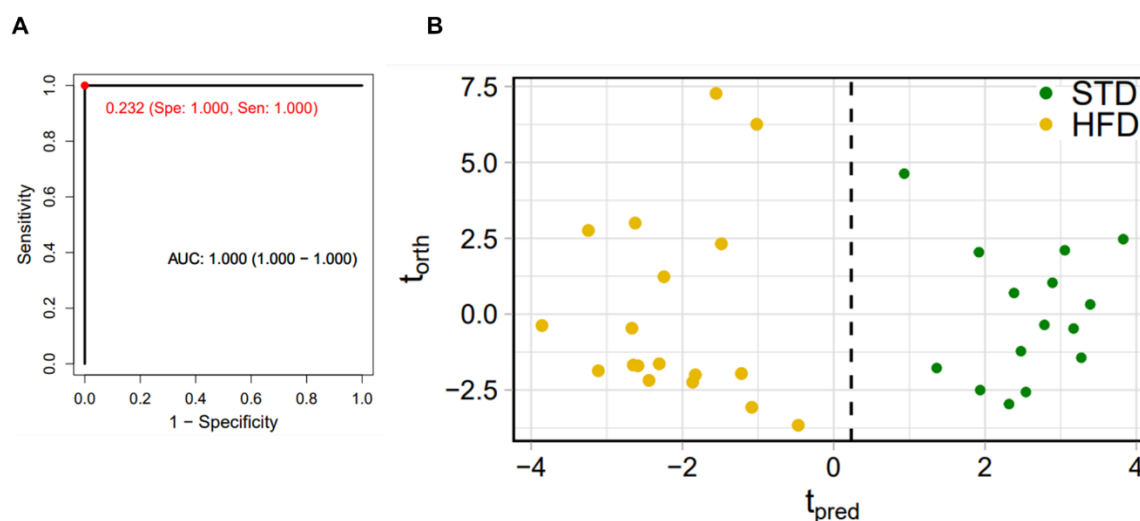 A
B
1.0
0.8
0.6
0.4
0.2
0.0
Sensitivity
0.232 (Spe: 1.000, Sen: 1.000)
AUC: 1.000 (1.000 − 1.000)
0.0 0.2 0.4 0.6 0.8 1.0
1 − Specificity
7.5
5.0
2.5
0.0
−2.5
t_orth
STD
HFD
−4 −2 0 2 4
t_pred